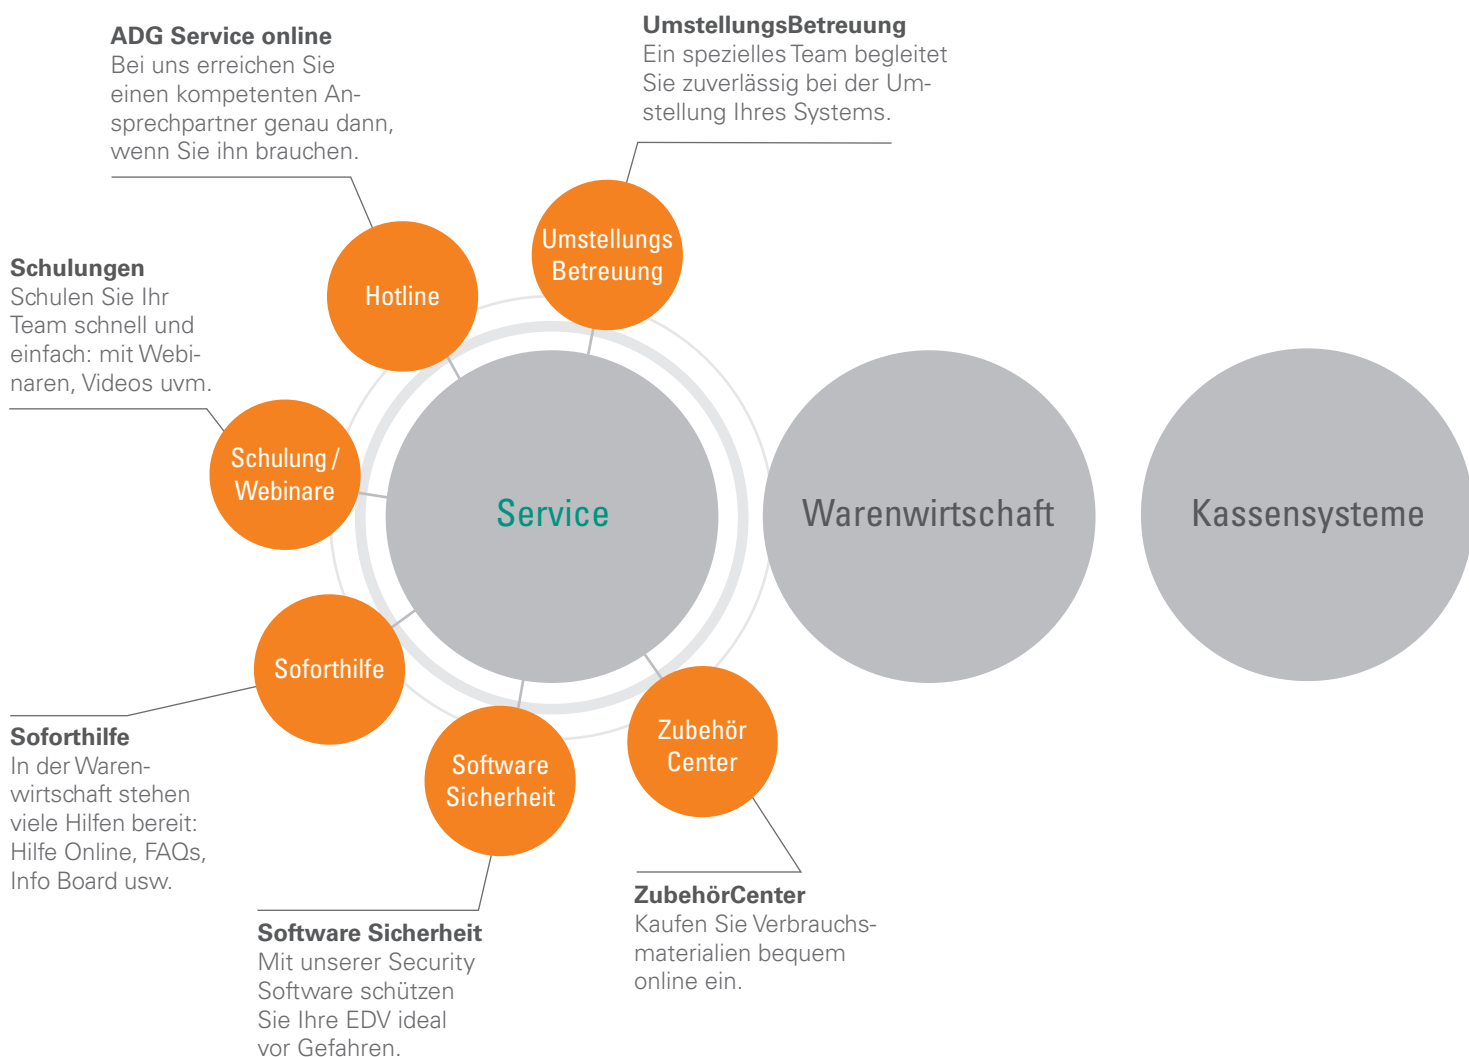 ADG Service online
Bei uns erreichen Sie
einen kompetenten An-
sprechpartner genau dann,
wenn Sie ihn brauchen.
UmstellungsBetreuung
Ein spezielles Team begleitet
Sie zuverlässig bei der Um-
stellung Ihres Systems.
Umstellungs
Betreuung
Hotline
Schulungen
Schulen Sie Ihr
Team schnell und
einfach: mit Webi-
naren, Videos uvm.
Schulung /
Webinare
Service
Warenwirtschaft
Kassensysteme
Soforthilfe
Soforthilfe
In der Waren-
wirtschaft stehen
viele Hilfen bereit:
Hilfe Online, FAQs,
Info Board usw.
Software
Sicherheit
Zubehör
Center
Software Sicherheit
Mit unserer Security
Software schützen
Sie Ihre EDV ideal
vor Gefahren.
ZubehörCenter
Kaufen Sie Verbrauchs-
materialien bequem
online ein.